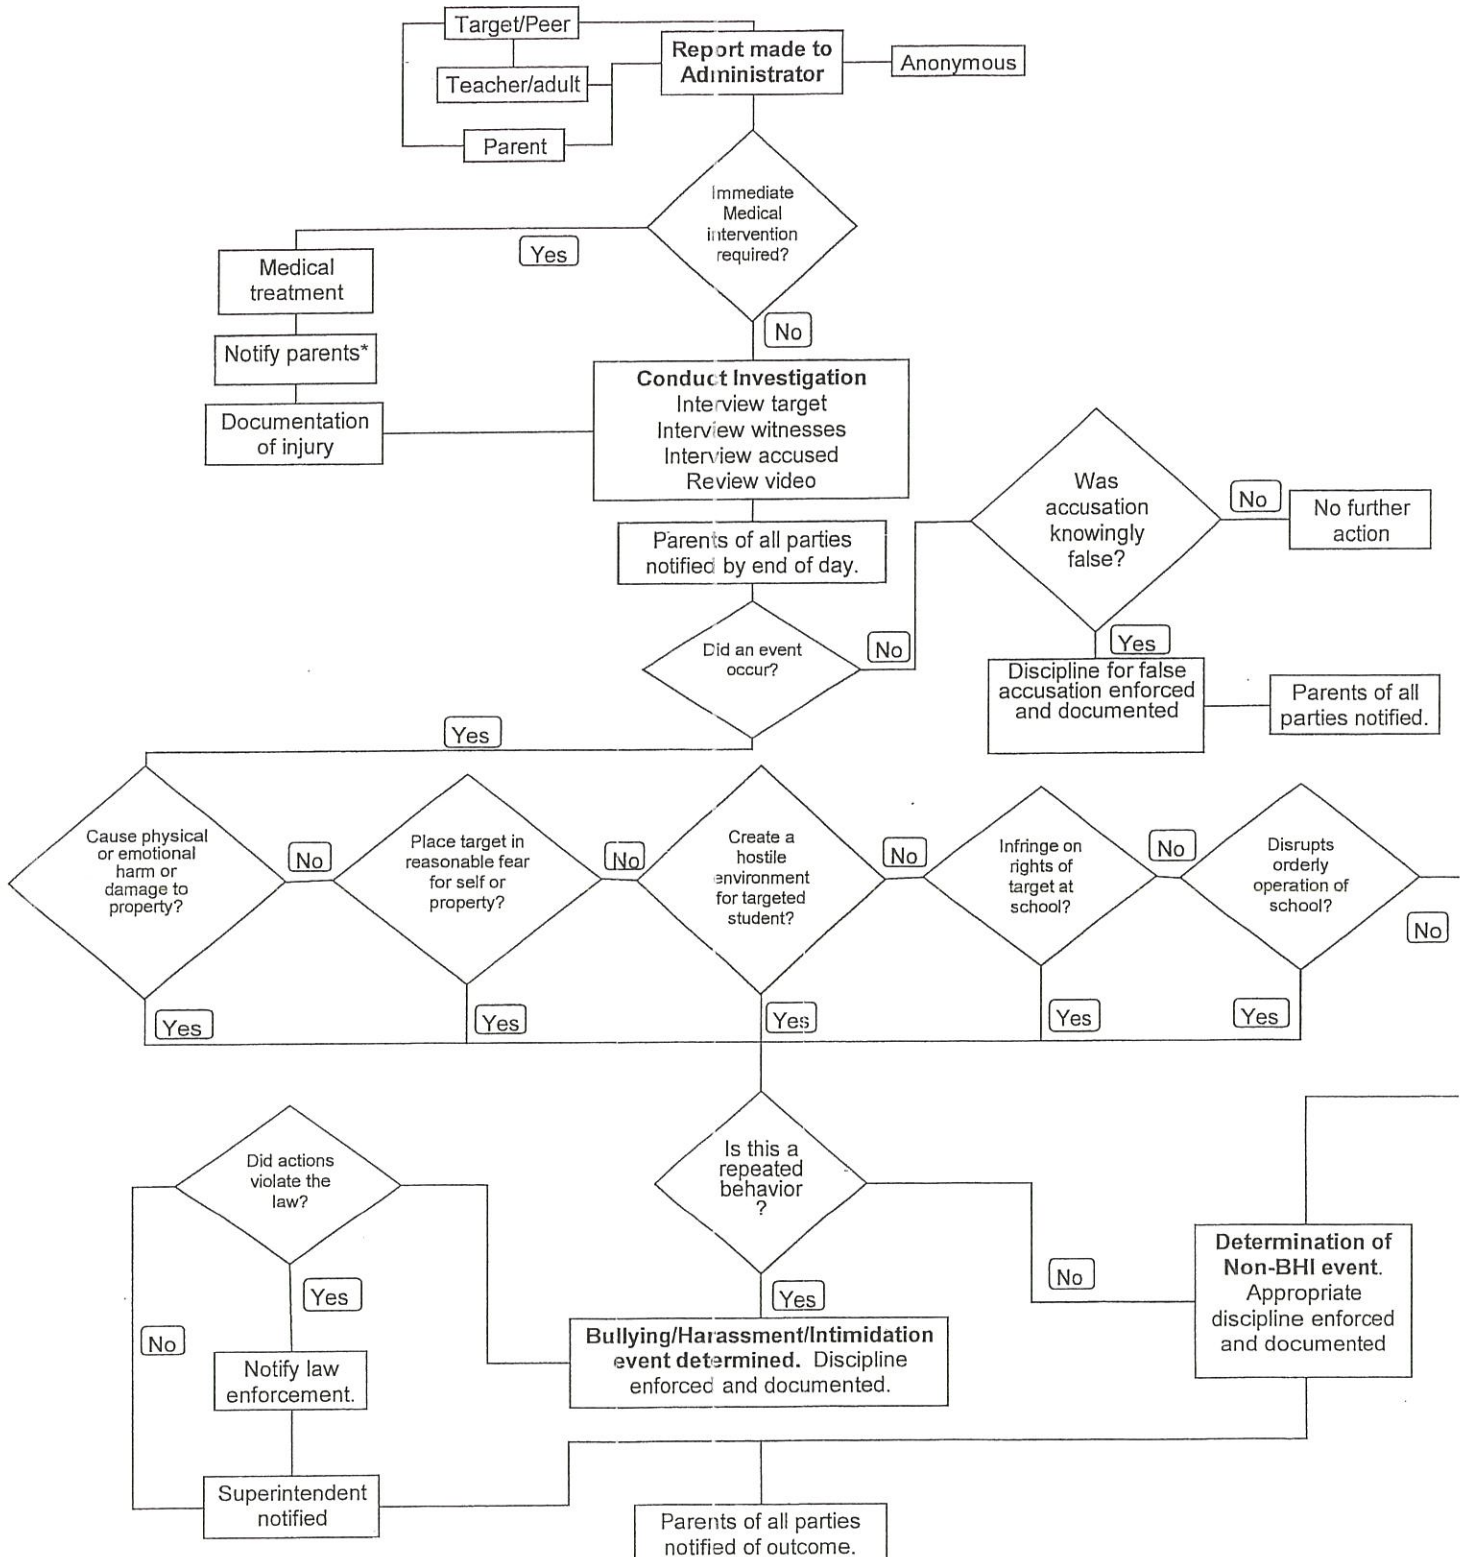 Target/Peer
Report made to
Administrator
Anonymous
Teacher/adult
Parent
Immediate
Medical
intervention
required?
Yes
Medical
treatment
No
Notify parents*
Conduct Investigation
Interview target
Interview witnesses
Interview accused
Review video
Documentation
of injury
Was
accusation
knowingly
false?
No
No further
action
Parents of all parties
notified by end of day.
Did an event
occur?
No
Yes
Discipline for false
accusation enforced
and documented
Parents of all
parties notified.
Yes
Cause physical
or emotional
harm or
damage to
property?
No
Place target in
reasonable fear
for self or
property?
No
Create a
hostile
environment
for targeted
student?
No
Infringe on
rights of
target at
school?
No
Disrupts
orderly
operation of
school?
No
Yes
Yes
Yes
Yes
Yes
Did actions
violate the
law?
Is this a
repeated
behavior
?
Determination of
Non-BHI event.
Appropriate
discipline enforced
and documented
No
Yes
Yes
No
Bullying/Harassment/Intimidation
event determined. Discipline
enforced and documented.
Notify law
enforcement.
Superintendent
notified
Parents of all parties
notified of outcome.